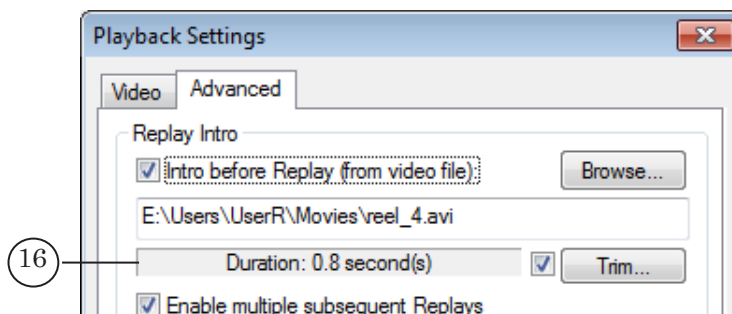 Playback Settings
Video Advanced
Replay Intro
Intro before Replay (from video file): Browse...
E:\Users\UserR\Movies\reel_4.avi
16 Duration: 0.8 second(s) Trim...
Enable multiple subsequent Replays